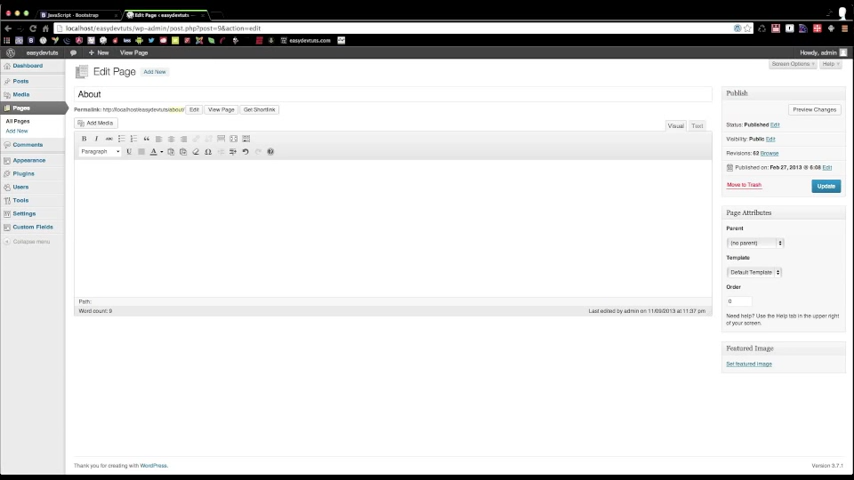 JavaScript · Bootstrap
Edit Page ‹ easydevtuts — ...
localhost/easydevtuts/wp-admin/post.php?post=9&action=edit
easydevtuts.com
easydevtuts
+ New
View Page
Howdy, admin
Dashboard
Posts
Media
Pages
All Pages
Add New
Comments
Appearance
Plugins
Users
Tools
Settings
Custom Fields
Collapse menu
Screen Options
Help
Edit Page
Add New
About
Permalink: http://localhost/easydevtuts/about/
Edit
View Page
Get Shortlink
Add Media
Visual
Text
B I ABC
Paragraph
U
A
Ω
Path:
Word count: 9
Last edited by admin on 11/09/2013 at 11:37 pm
Publish
Preview Changes
Status: Published Edit
Visibility: Public Edit
Revisions: 52 Browse
Published on: Feb 27, 2013 @ 6:08 Edit
Move to Trash
Update
Page Attributes
Parent
(no parent)
Template
Default Template
Order
0
Need help? Use the Help tab in the upper right
of your screen.
Featured Image
Set featured image
Thank you for creating with WordPress.
Version 3.7.1